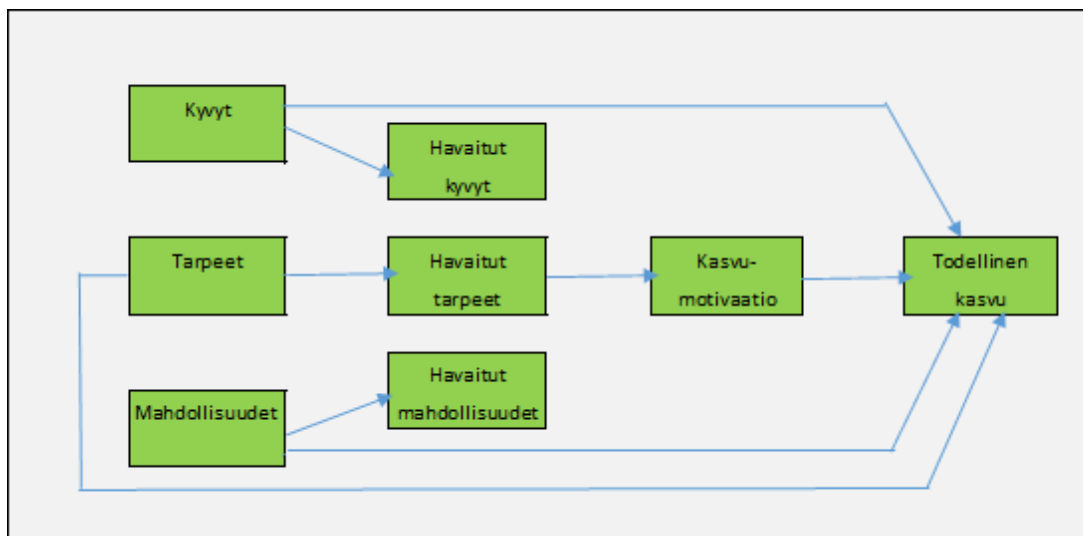 Kyvyt
Havaitut
kyvyt
Tarpeet
Havaitut
tarpeet
Kasvu-
motivaatio
Todellinen
kasvu
Mahdollisuudet
Havaitut
mahdollisuudet